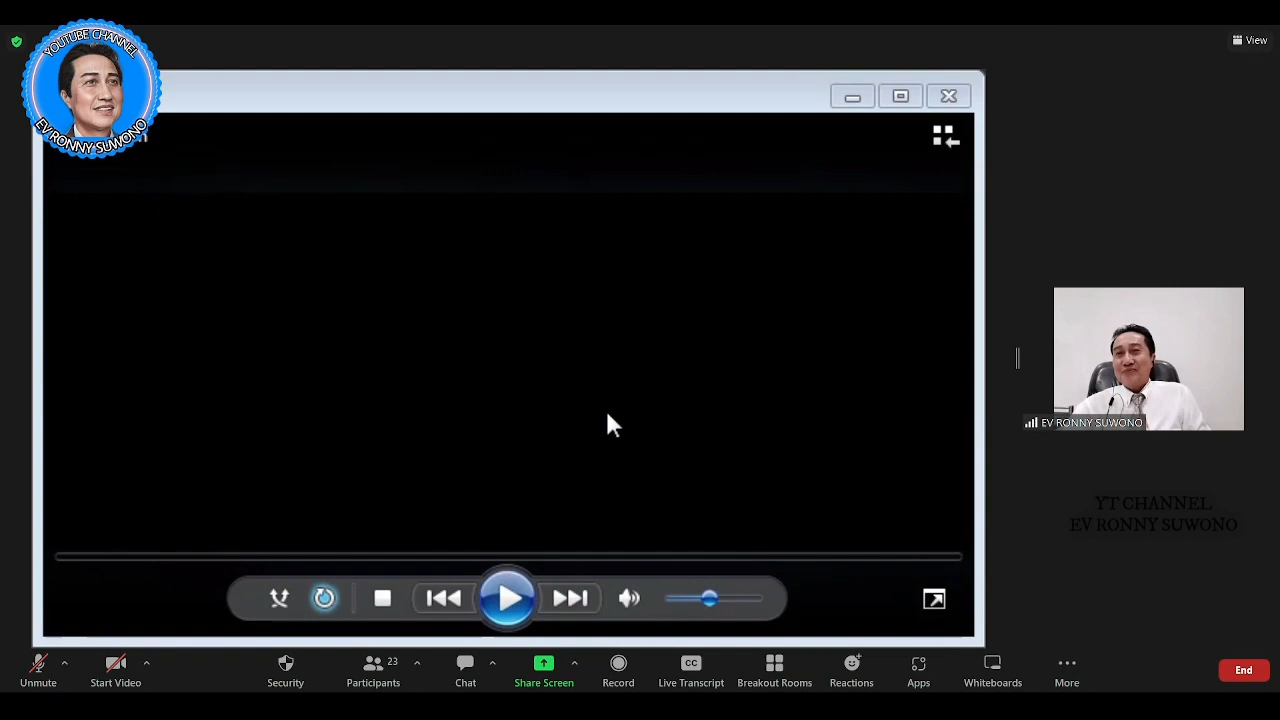 YOUTUBE CHANNEL
EV RONNY SUWONO
View
EV RONNY SUWONO
YT CHANNEL
EV RONNY SUWONO
CC
23
Unmute
Start Video
Security
Participants
Chat
Share Screen
Record
Live Transcript
Breakout Rooms
Reactions
Apps
Whiteboards
More
End